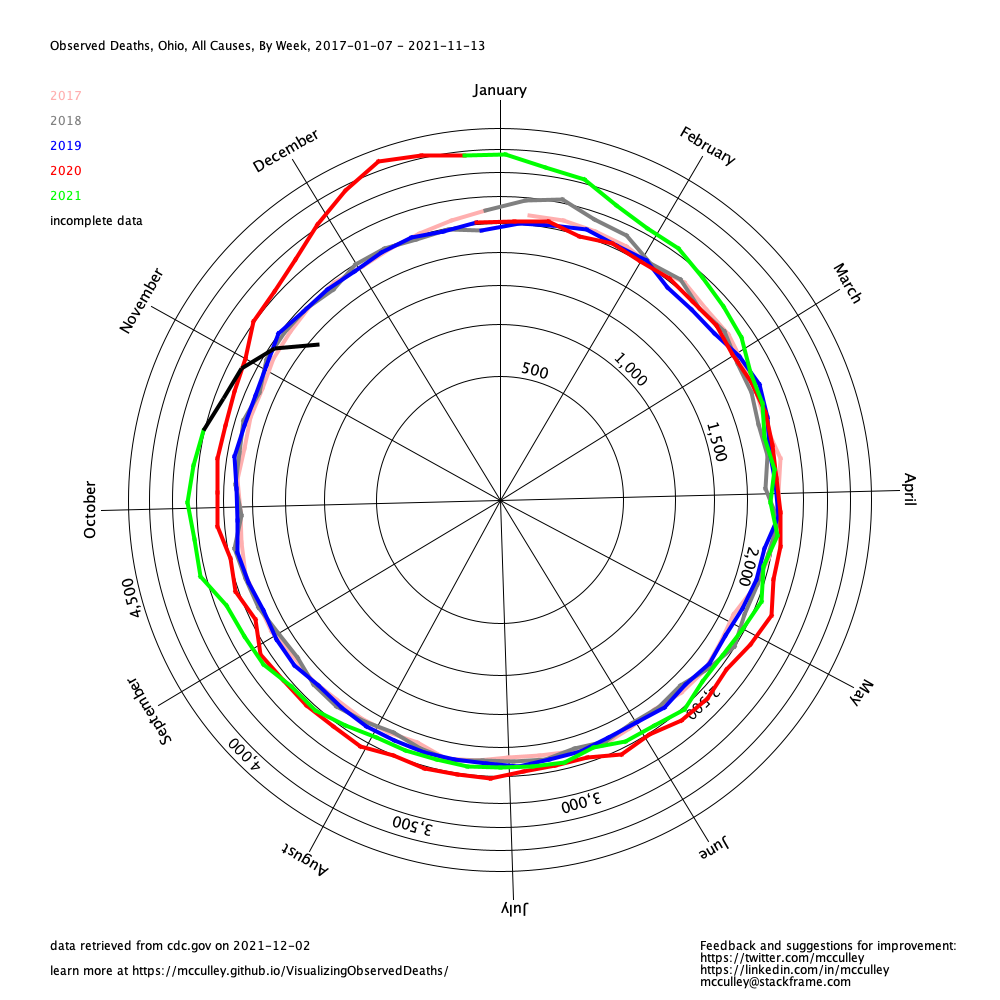 Observed Deaths, Ohio, All Causes, By Week, 2017-01-07 - 2021-11-13
2017
2018
2019
2020
2021
incomplete data
January
February
March
April
May
June
July
August
September
October
November
December
500
1,000
1,500
2,000
2,500
3,000
3,500
4,000
4,500
data retrieved from cdc.gov on 2021-12-02
learn more at https://mcculley.github.io/VisualizingObservedDeaths/
Feedback and suggestions for improvement:
https://twitter.com/mcculley
https://linkedin.com/in/mcculley
mcculley@stackframe.com